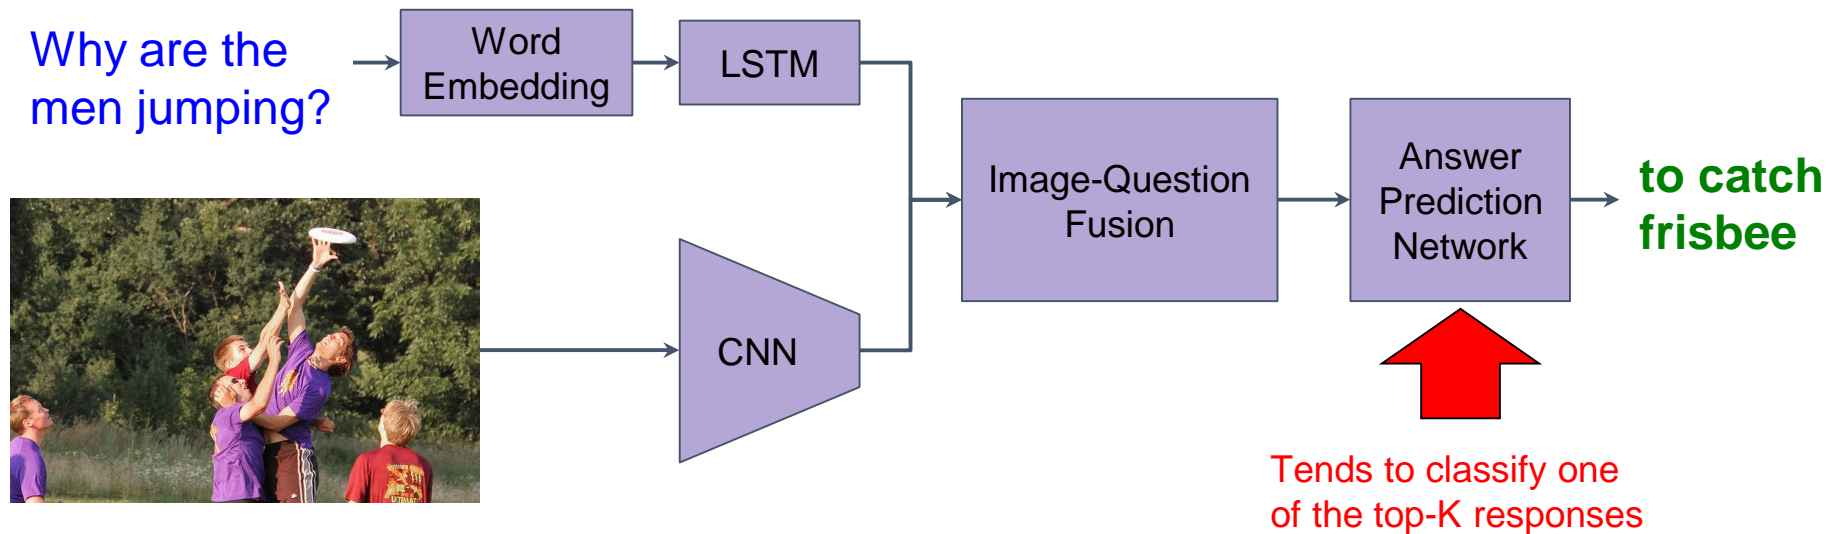 Why are the
men jumping?
Word
Embedding
LSTM
CNN
Image-Question
Fusion
Answer
Prediction
Network
to catch
frisbee
Tends to classify one
of the top-K responses
ULTIMATE